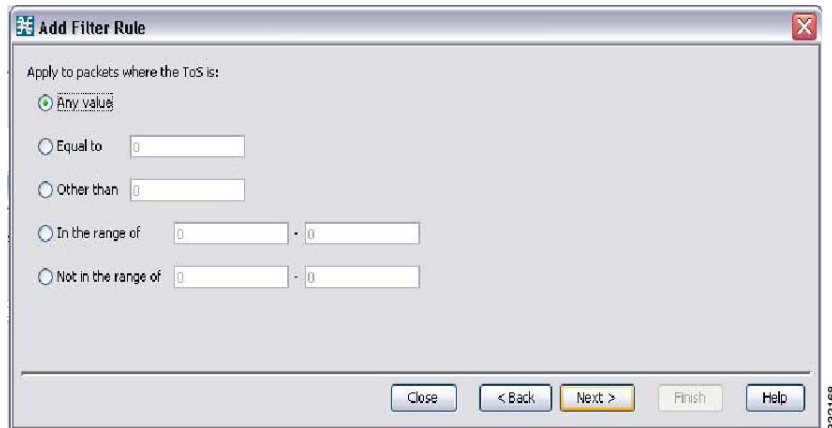 Add Filter Rule
Apply to packets where the ToS is:
Any value
Equal to 0
Other than 0
In the range of 0 - 0
Not in the range of 0 - 0
Close < Back Next > Finish Help